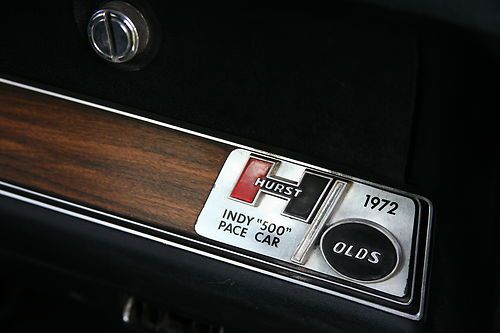 HURST
1972
INDY "500"
PACE CAR
OLDS